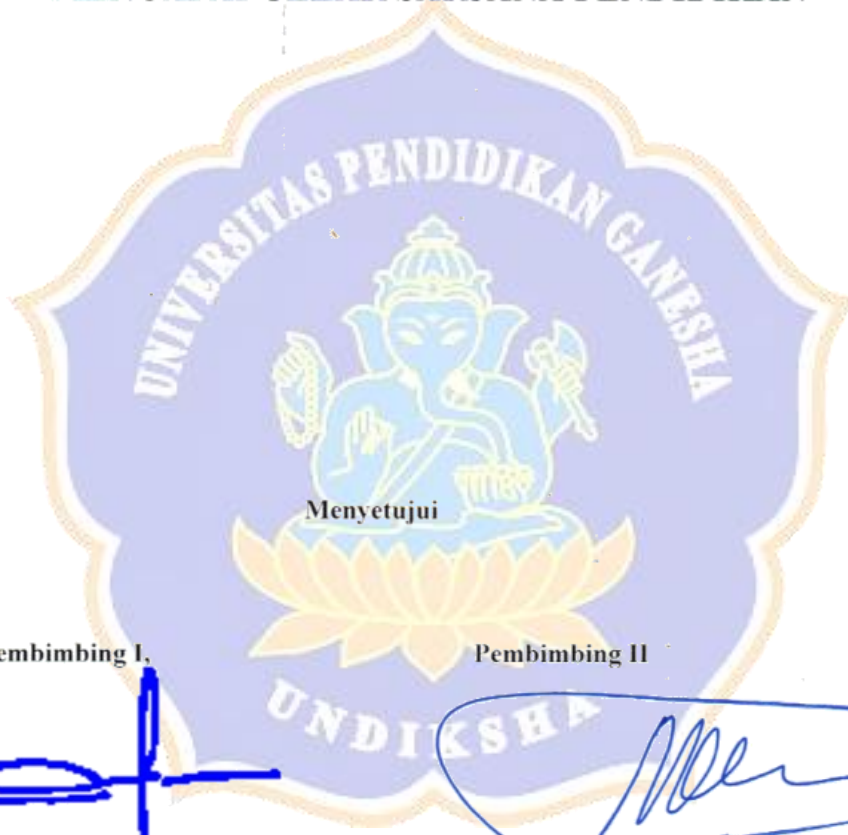 UNIVERSITAS PENDIDIKAN GANESHA
Menyetujui
embimbing I,
Pembimbing II
UNDIKSHA